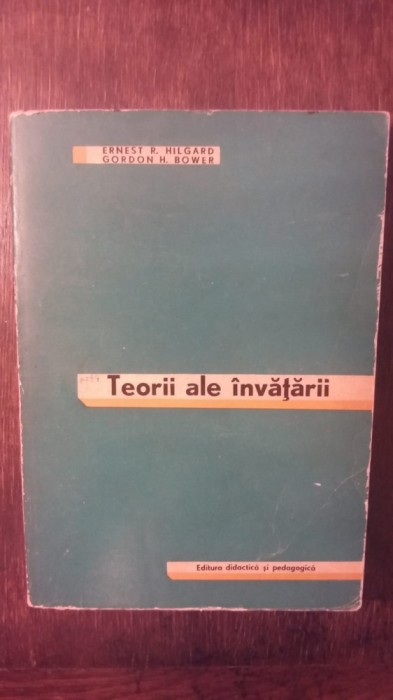 ERNEST R. HILGARD
GORDON H. BOWER
Teorii ale învăţării
Editura didactică şi pedagogică